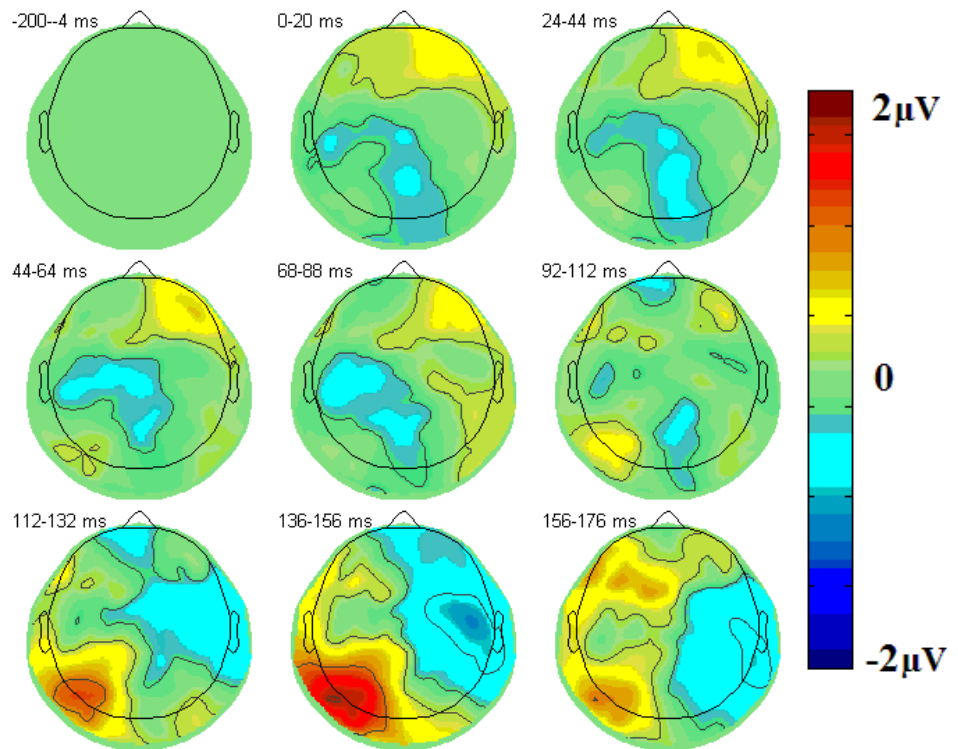 -200--4 ms
0-20 ms
24-44 ms
44-64 ms
68-88 ms
92-112 ms
112-132 ms
136-156 ms
156-176 ms
2μV
0
-2μV